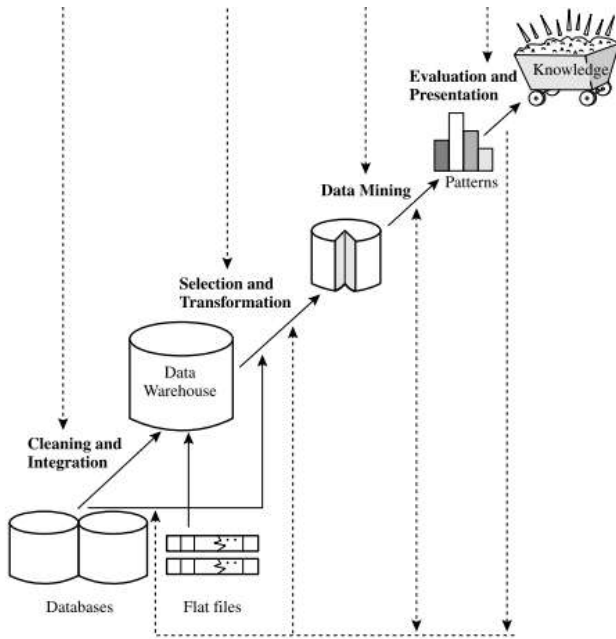 Evaluation and
Presentation
Knowledge
Patterns
Data Mining
Selection and
Transformation
Data
Warehouse
Cleaning and
Integration
Databases
Flat files